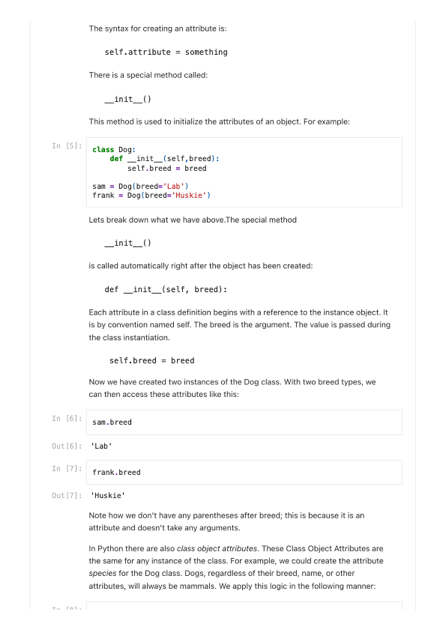 The syntax for creating an attribute is:
self.attribute = something
There is a special method called:
__init__()
This method is used to initialize the attributes of an object. For example:
In [5]:
class Dog:
    def __init__(self,breed):
        self.breed = breed
sam = Dog(breed='Lab')
frank = Dog(breed='Huskie')
Lets break down what we have above.The special method
__init__()
is called automatically right after the object has been created:
def __init__(self, breed):
Each attribute in a class definition begins with a reference to the instance object. It
is by convention named self. The breed is the argument. The value is passed during
the class instantiation.
self.breed = breed
Now we have created two instances of the Dog class. With two breed types, we
can then access these attributes like this:
In [6]: sam.breed
Out[6]: 'Lab'
In [7]: frank.breed
Out[7]: 'Huskie'
Note how we don't have any parentheses after breed; this is because it is an
attribute and doesn't take any arguments.
In Python there are also class object attributes. These Class Object Attributes are
the same for any instance of the class. For example, we could create the attribute
species for the Dog class. Dogs, regardless of their breed, name, or other
attributes, will always be mammals. We apply this logic in the following manner: